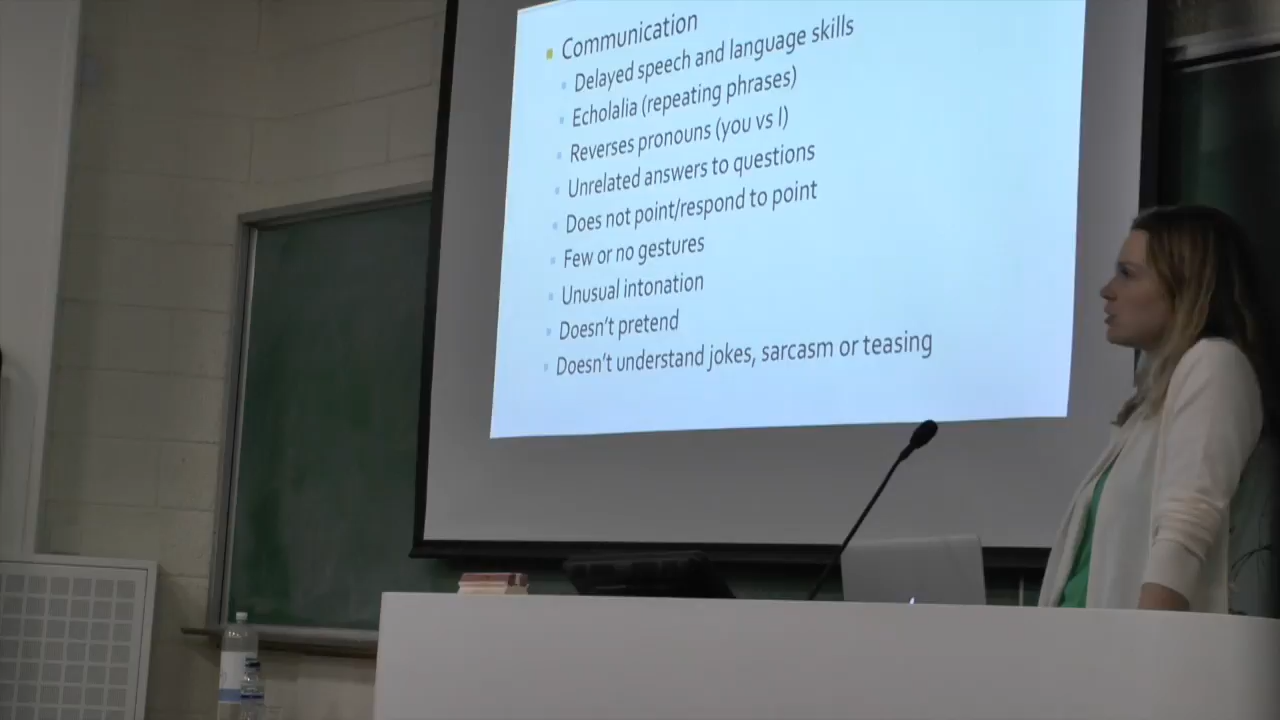 Communication
Delayed speech and language skills
Echolalia (repeating phrases)
Reverses pronouns (you vs I)
Unrelated answers to questions
Does not point/respond to point
Few or no gestures
Unusual intonation
Doesn't pretend
Doesn't understand jokes, sarcasm or teasing